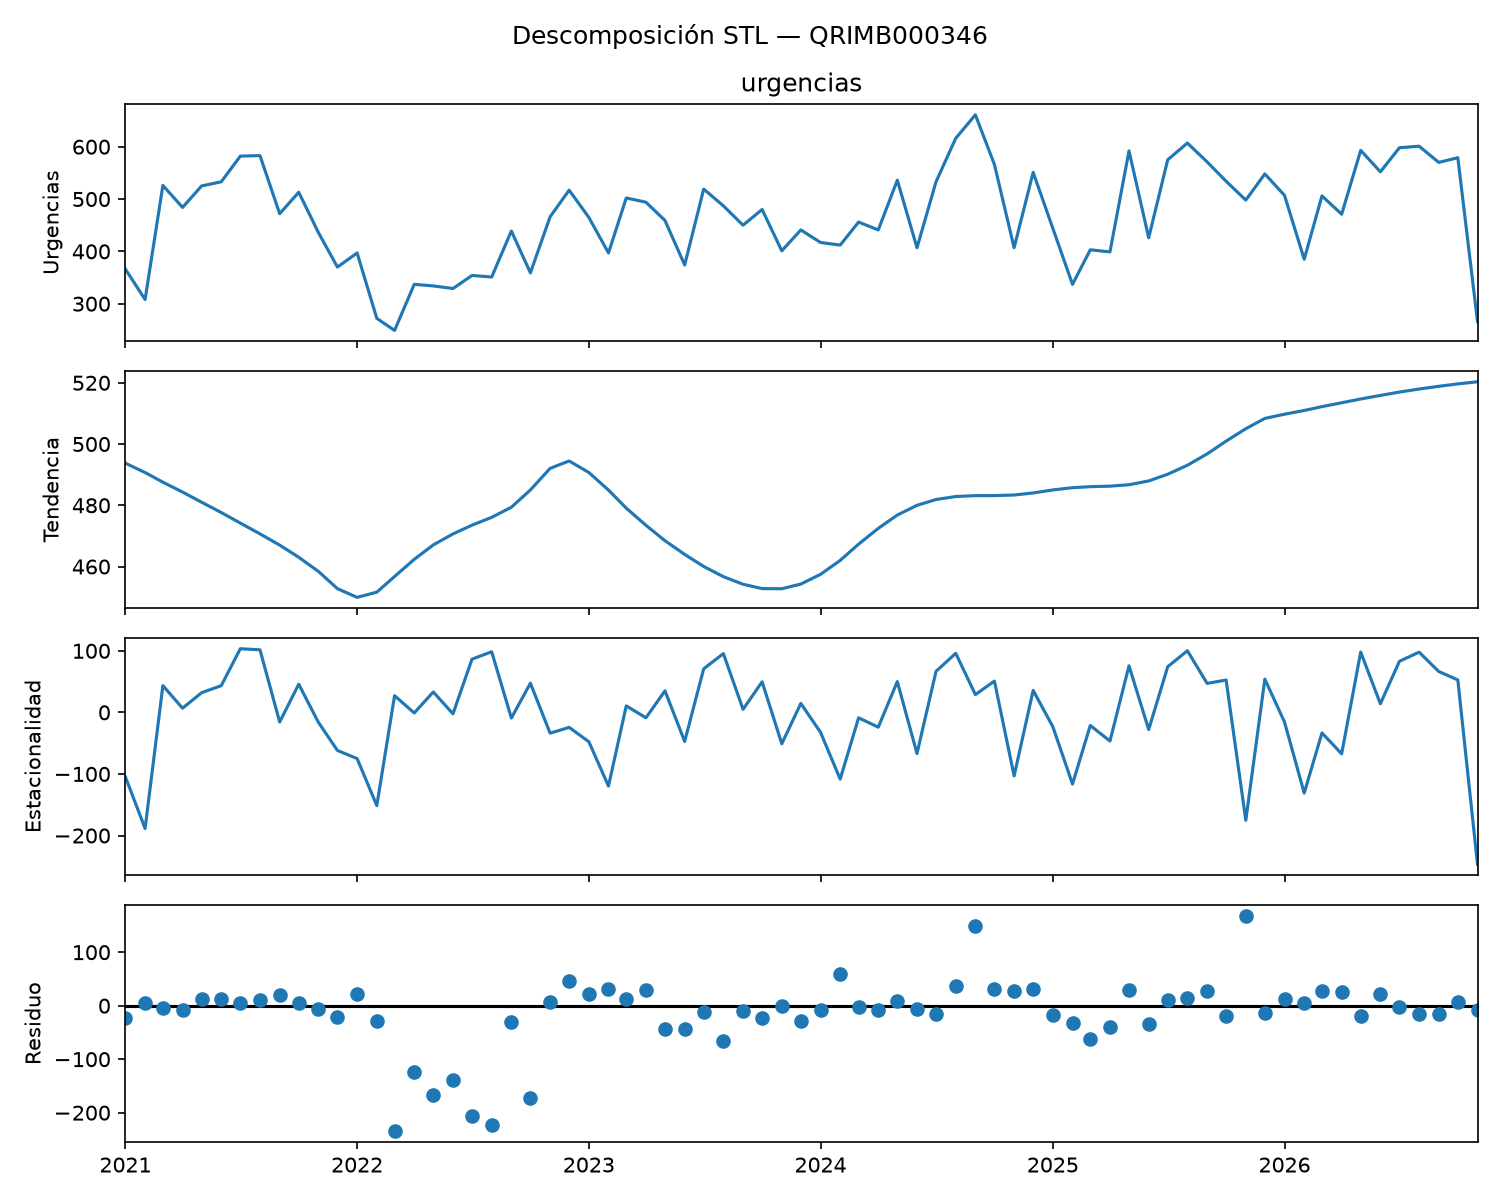 Descomposición STL — QRIMB000346
urgencias
Urgencias
600
500
400
300
Tendencia
520
500
480
460
Estacionalidad
100
0
−100
−200
Residuo
100
0
−100
−200
2021 2022 2023 2024 2025 2026